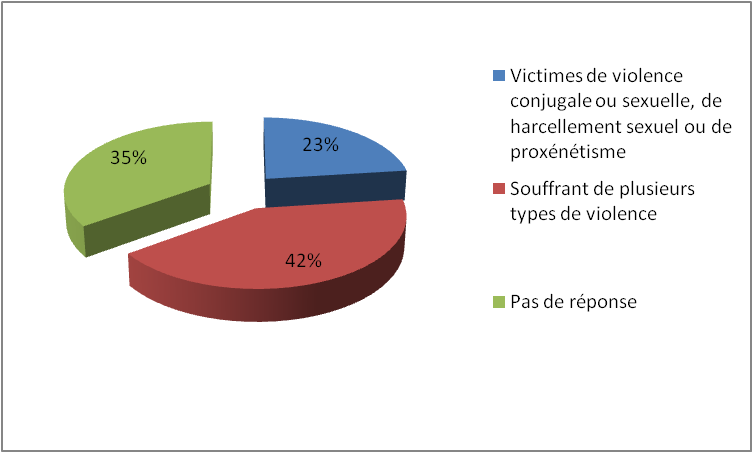 35%
23%
42%
Victimes de violence
conjugale ou sexuelle, de
harcellement sexuel ou de
proxénétisme
Souffrant de plusieurs
types de violence
Pas de réponse